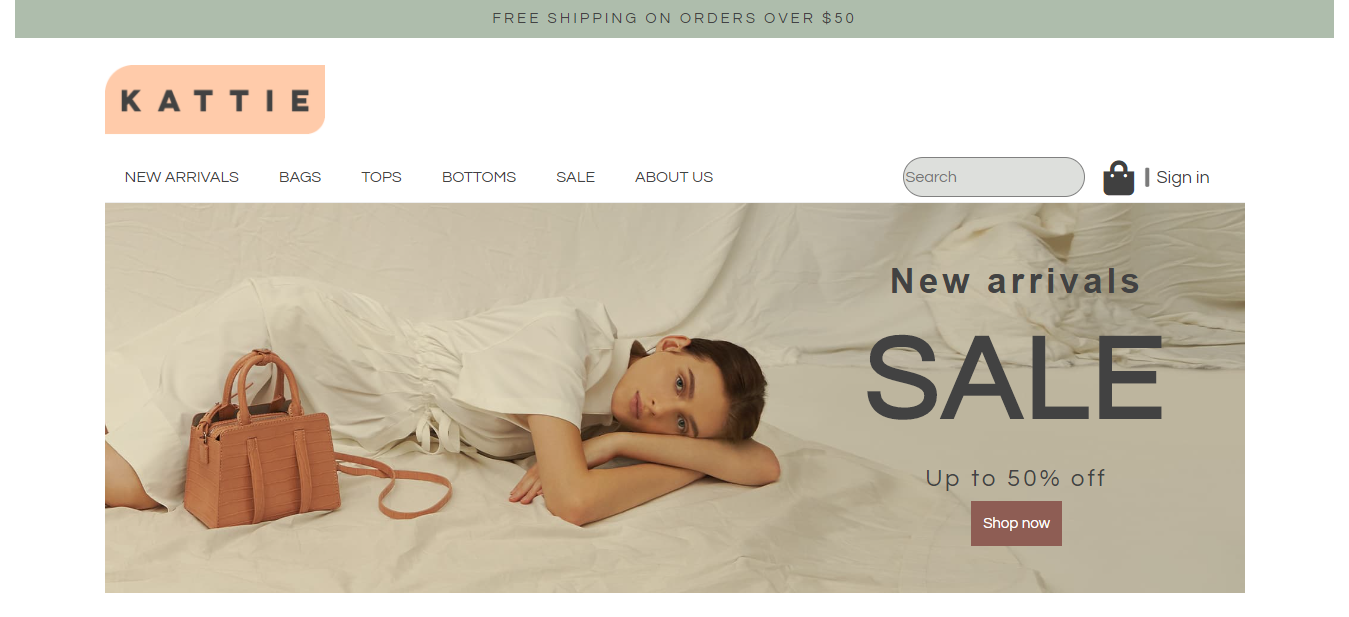 FREE SHIPPING ON ORDERS OVER $50
KATTIE
NEW ARRIVALS BAGS TOPS BOTTOMS SALE ABOUT US Search Sign in
New arrivals
SALE
Up to 50% off
Shop now